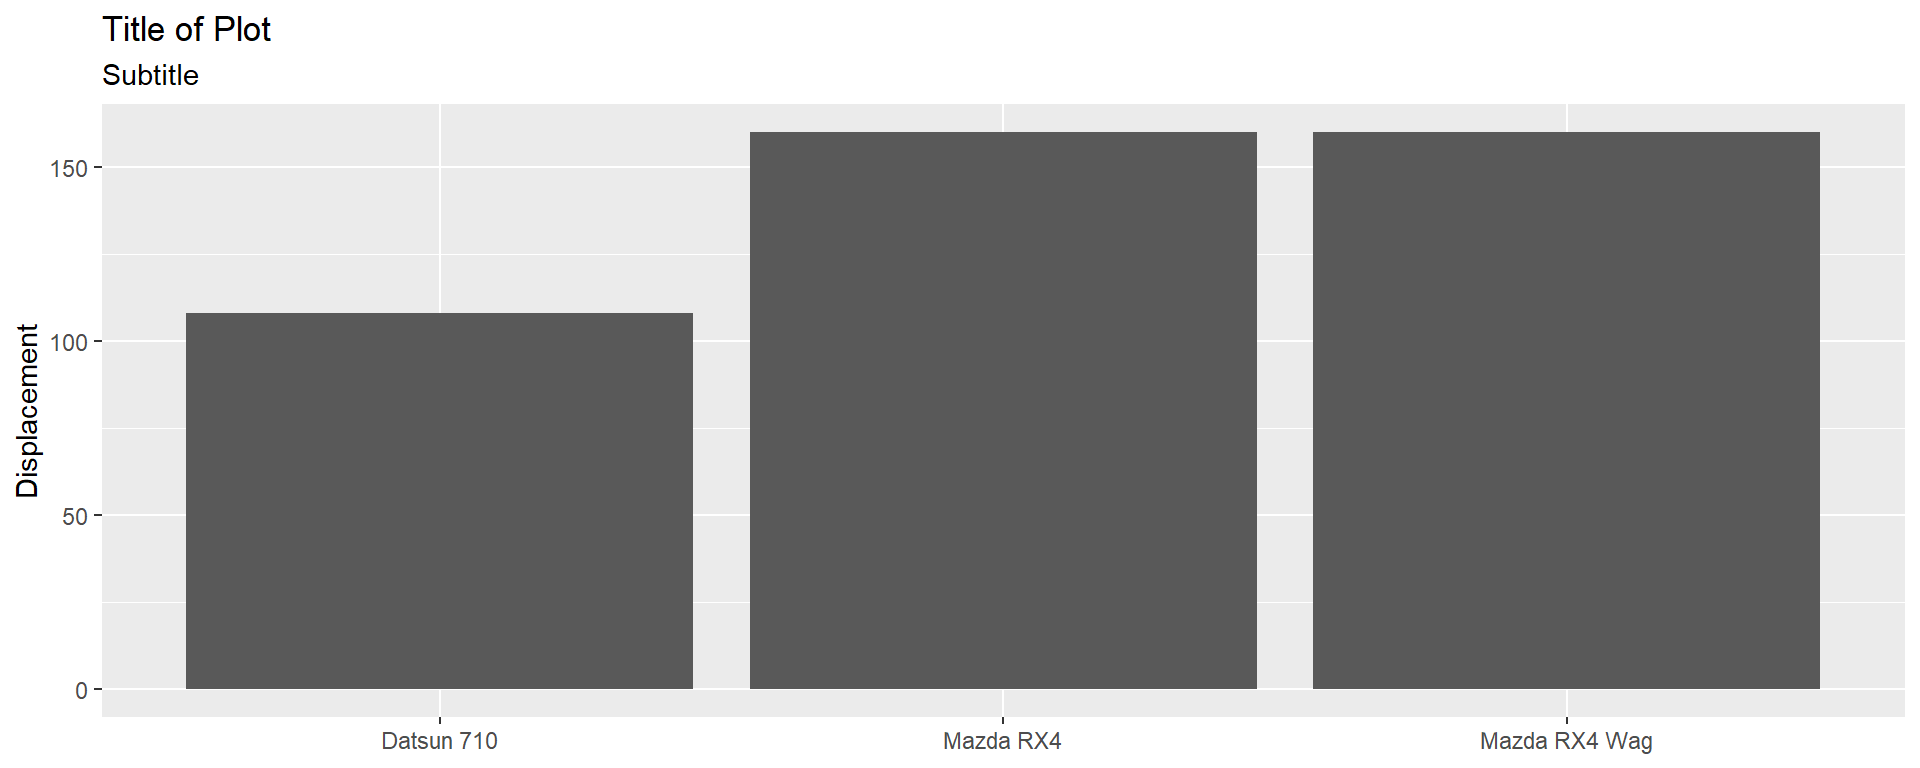 Title of Plot
Subtitle
Displacement
150
100
50
0
Datsun 710
Mazda RX4
Mazda RX4 Wag